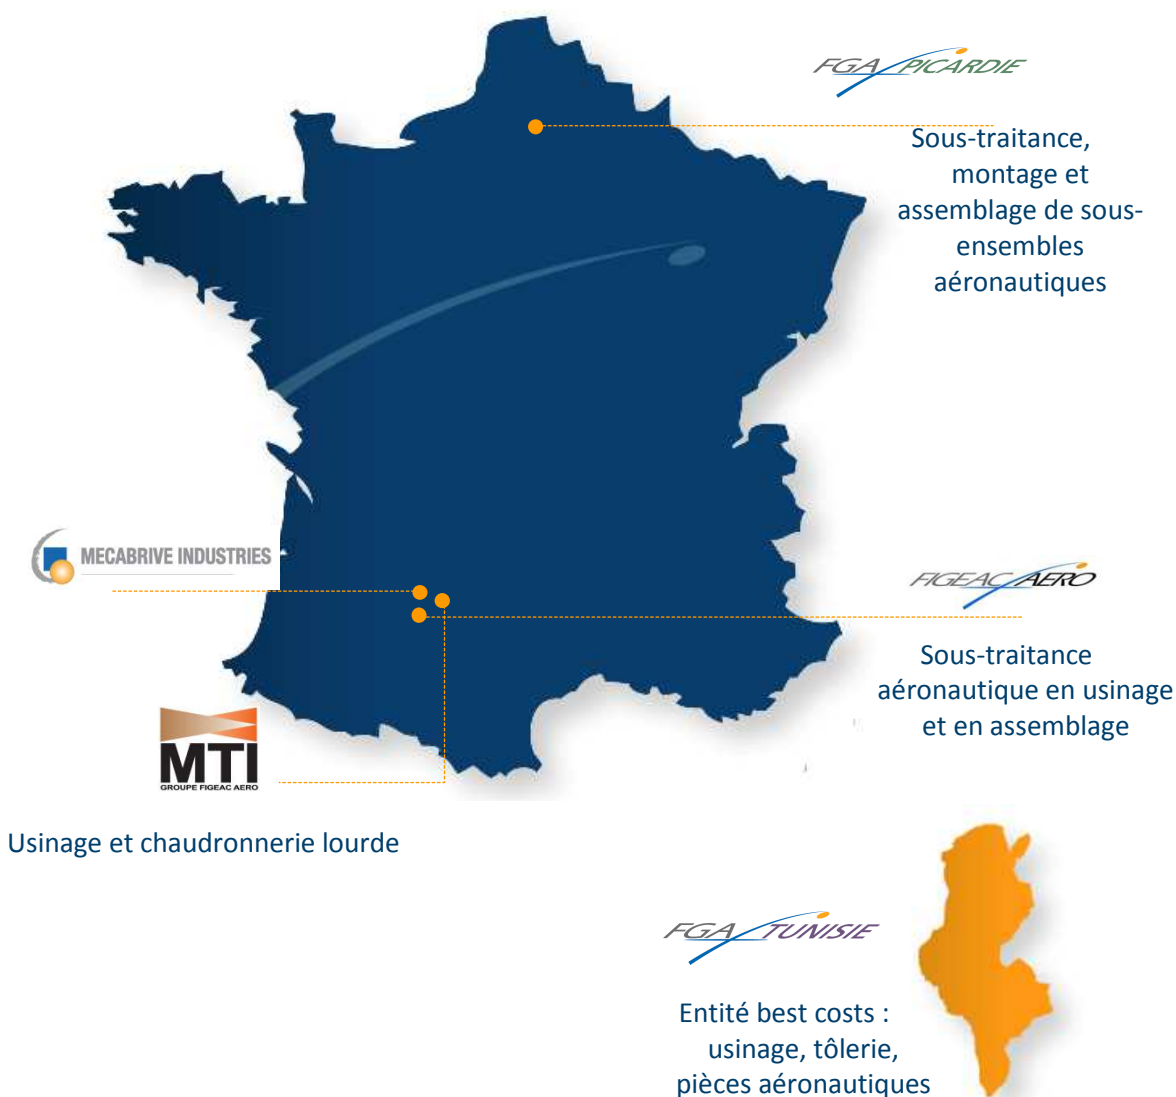 FGA PICARDIE
Sous-traitance,
montage et
assemblage de sous-
ensembles
aéronautiques
MECABRIVE INDUSTRIES
FIGEAC AERO
Sous-traitance
aéronautique en usinage
et en assemblage
MTI
GROUPE FIGEAC AERO
Usinage et chaudronnerie lourde
FGA TUNISIE
Entité best costs :
usinage, tôlerie,
pièces aéronautiques